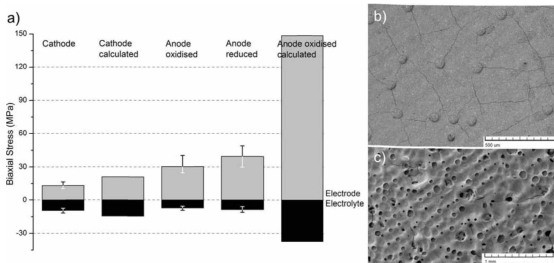 a)
Biaxial Stress (MPa)
150
120
90
60
30
0
-30
Cathode
Cathode
calculated
Anode
oxidised
Anode
reduced
Anode oxidised
calculated
Electrode
Electrolyte
b)
500 um
c)
1 mm